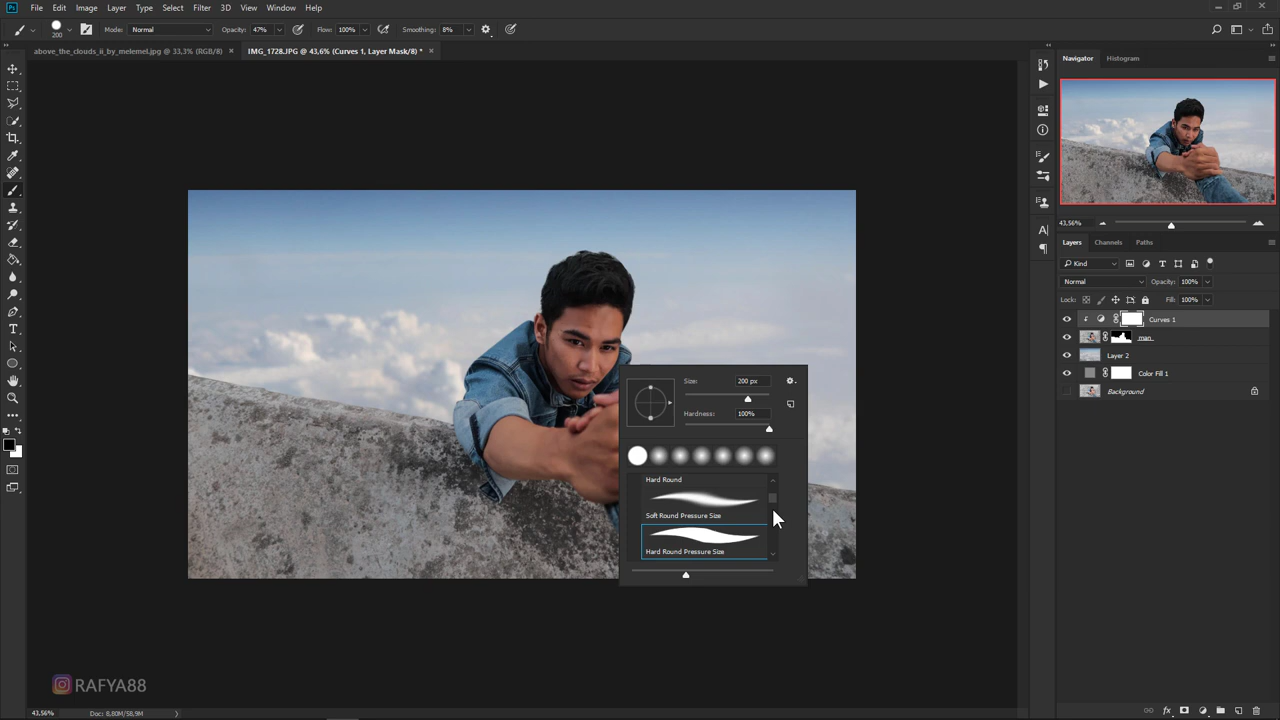 Ps File Edit Image Layer Type Select Filter 3D View Window Help
200 Mode: Normal Opacity: 47% Flow: 100% Smoothing: 8%
above_the_clouds_ii_by_melemel.jpg @ 33,3% (RGB/8) × IMG_1728.JPG @ 43,6% (Curves 1, Layer Mask/8) * ×
Navigator Histogram
43,56%
Layers Channels Paths
Kind
Normal Opacity: 100%
Lock: Fill: 100%
Curves 1
man
Layer 2
Color Fill 1
Background
Size: 200 px
Hardness: 100%
Hard Round
Soft Round Pressure Size
Hard Round Pressure Size
RAFYA88
43,56% Doc: 8,80M/58,9M